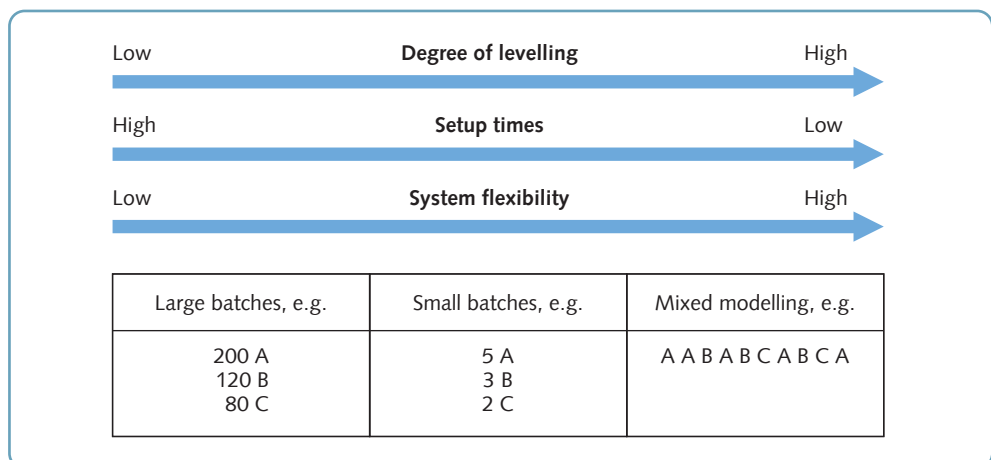 Low Degree of levelling High
High Setup times Low
Low System flexibility High
Large batches, e.g. Small batches, e.g. Mixed modelling, e.g.
200 A 5 A A A B A B B C A B C A
120 B 3 B
80 C 2 C